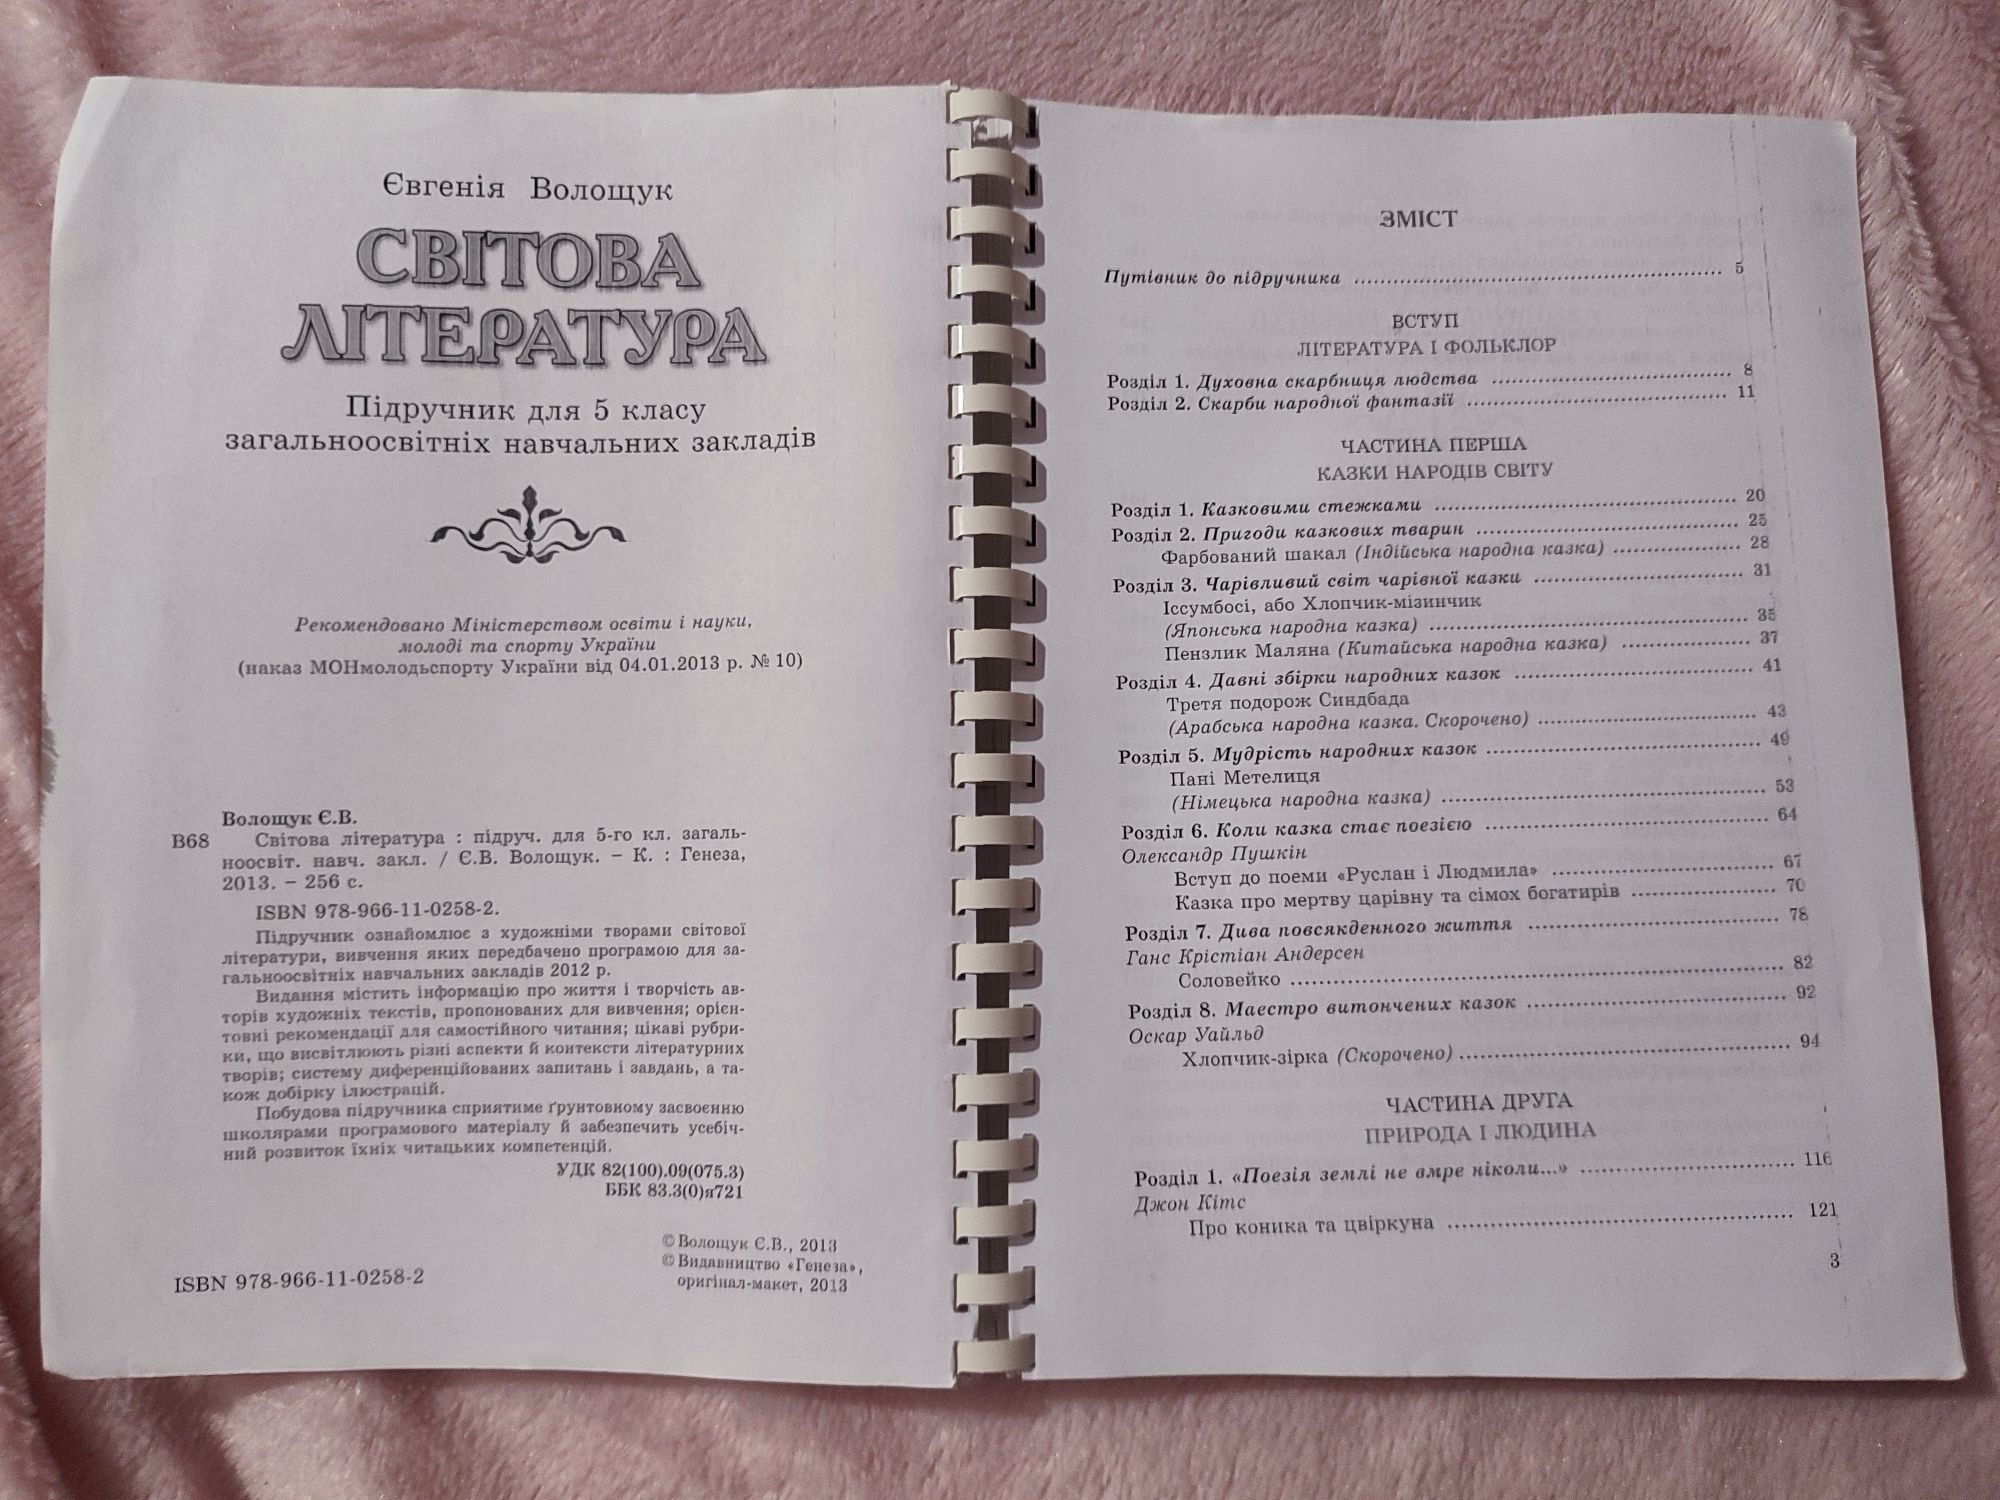 Євгенія Волощук
СВІТОВА
ЛІТЕРАТУРА
Підручник для 5 класу
загальноосвітніх навчальних закладів
Рекомендовано Міністерством освіти і науки,
молоді та спорту України
(наказ МОНмолодьспорту України від 04.01.2013 р. № 10)
Волощук Є.В.
В68 Світова література : підруч. для 5-го кл. загаль-
ноосвіт. навч. закл. / Є.В. Волощук. – К. : Генеза,
2013. – 256 с.
ISBN 978-966-11-0258-2.
Підручник ознайомлює з художніми творами світової
літератури, вивчення яких передбачено програмою для за-
гальноосвітніх навчальних закладів 2012 р.
Видання містить інформацію про життя і творчість ав-
торів художніх текстів, пропонованих для вивчення; орієн-
товні рекомендації для самостійного читання; цікаві рубри-
ки, що висвітлюють різні аспекти й контексти літературних
творів; систему диференційованих запитань і завдань, а та-
кож добірку ілюстрацій.
Побудова підручника сприятиме ґрунтовному засвоєнню
школярами програмового матеріалу й забезпечить усебіч-
ний розвиток їхніх читацьких компетенцій.
УДК 82(100).09(075.3)
ББК 83.3(0)я721
© Волощук Є.В., 2013
© Видавництво «Генеза»,
оригінал-макет, 2013
ISBN 978-966-11-0258-2
ЗМІСТ
Путівник до підручника ........ 5
ВСТУП
ЛІТЕРАТУРА І ФОЛЬКЛОР
Розділ 1. Духовна скарбниця людства ........ 8
Розділ 2. Скарби народної фантазії ........ 11
ЧАСТИНА ПЕРША
КАЗКИ НАРОДІВ СВІТУ
Розділ 1. Казковими стежками ........ 20
Розділ 2. Пригоди казкових тварин ........ 25
Фарбований шакал (Індійська народна казка) ........ 28
Розділ 3. Чарівливий світ чарівної казки ........ 31
Іссумбосі, або Хлопчик-мізинчик
(Японська народна казка) ........ 35
Пензлик Маляна (Китайська народна казка) ........ 37
Розділ 4. Давні збірки народних казок ........ 41
Третя подорож Синдбада
(Арабська народна казка. Скорочено) ........ 43
Розділ 5. Мудрість народних казок ........ 49
Пані Метелиця
(Німецька народна казка) ........ 53
Розділ 6. Коли казка стає поезією ........ 64
Олександр Пушкін
Вступ до поеми «Руслан і Людмила» ........ 67
Казка про мертву царівну та сімох богатирів ........ 70
Розділ 7. Дива повсякденного життя ........ 78
Ганс Крістіан Андерсен
Соловейко ........ 82
Розділ 8. Маестро витончених казок ........ 92
Оскар Уайльд
Хлопчик-зірка (Скорочено) ........ 94
ЧАСТИНА ДРУГА
ПРИРОДА І ЛЮДИНА
Розділ 1. «Поезія землі не вмре ніколи...» ........ 116
Джон Кітс
Про коника та цвіркуна ........ 121
3